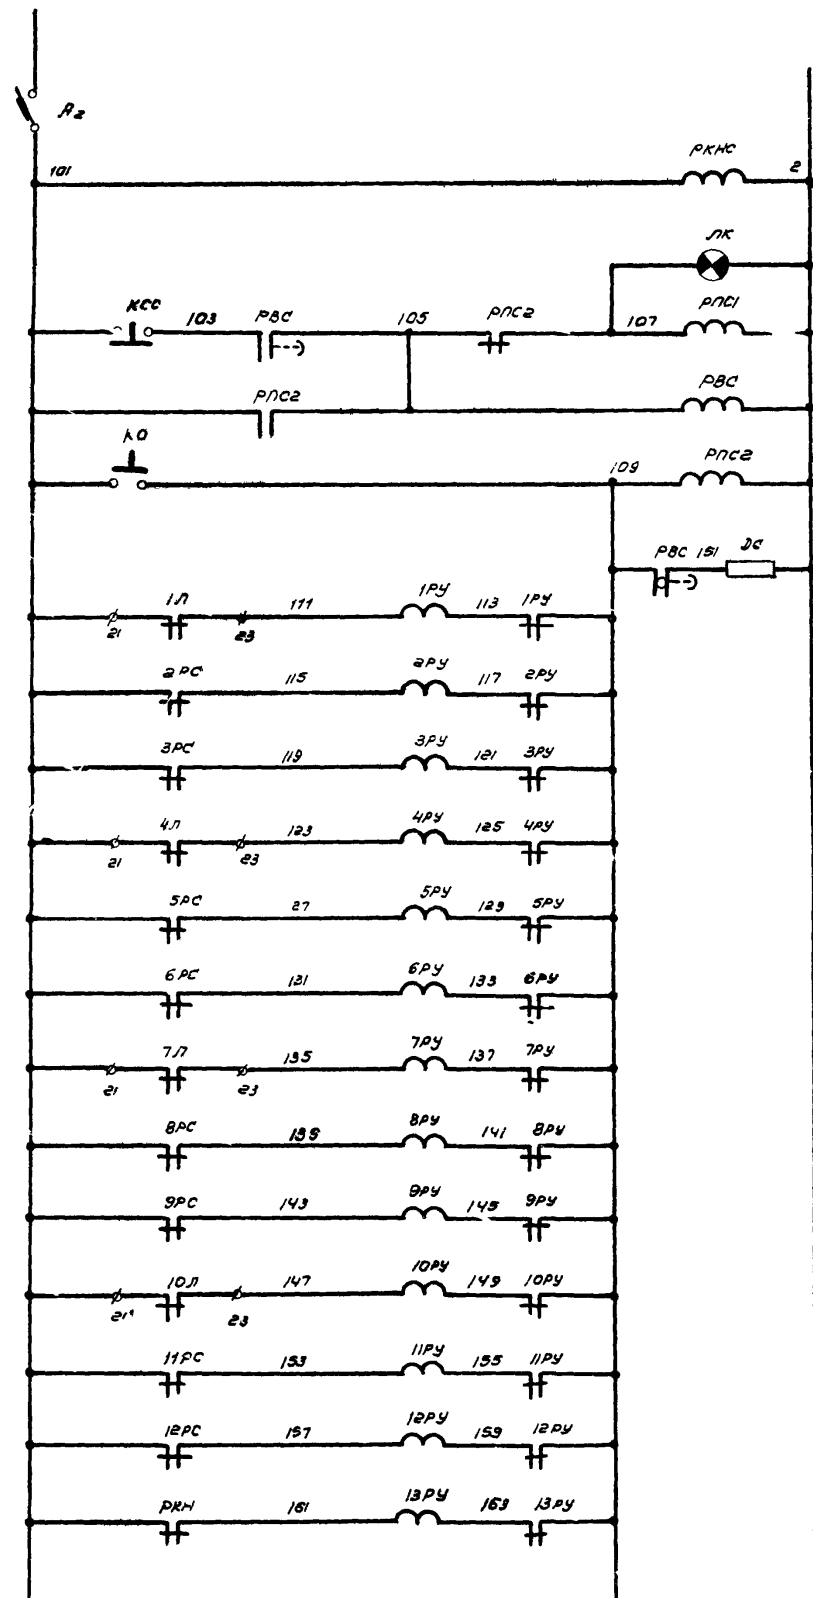 А2
101 РКНС 2
ЛК
КСС 103 РВС 105 РПС2 107 РПС1
РПС2 РВС
КО 109 РПС2
РВС 151 ДС
1Л 111 1РУ 113 1РУ
21 23
2РС 115 2РУ 117 2РУ
3РС 119 3РУ 121 3РУ
4Л 123 4РУ 125 4РУ
21 23
5РС 27 5РУ 129 5РУ
6РС 131 6РУ 133 6РУ
7Л 135 7РУ 137 7РУ
21 23
8РС 8РУ 141 8РУ
9РС 143 9РУ 145 9РУ
10Л 147 10РУ 149 10РУ
21 23
11РС 153 11РУ 155 11РУ
12РС 157 12РУ 159 12РУ
РКН 161 13РУ 163 13РУ